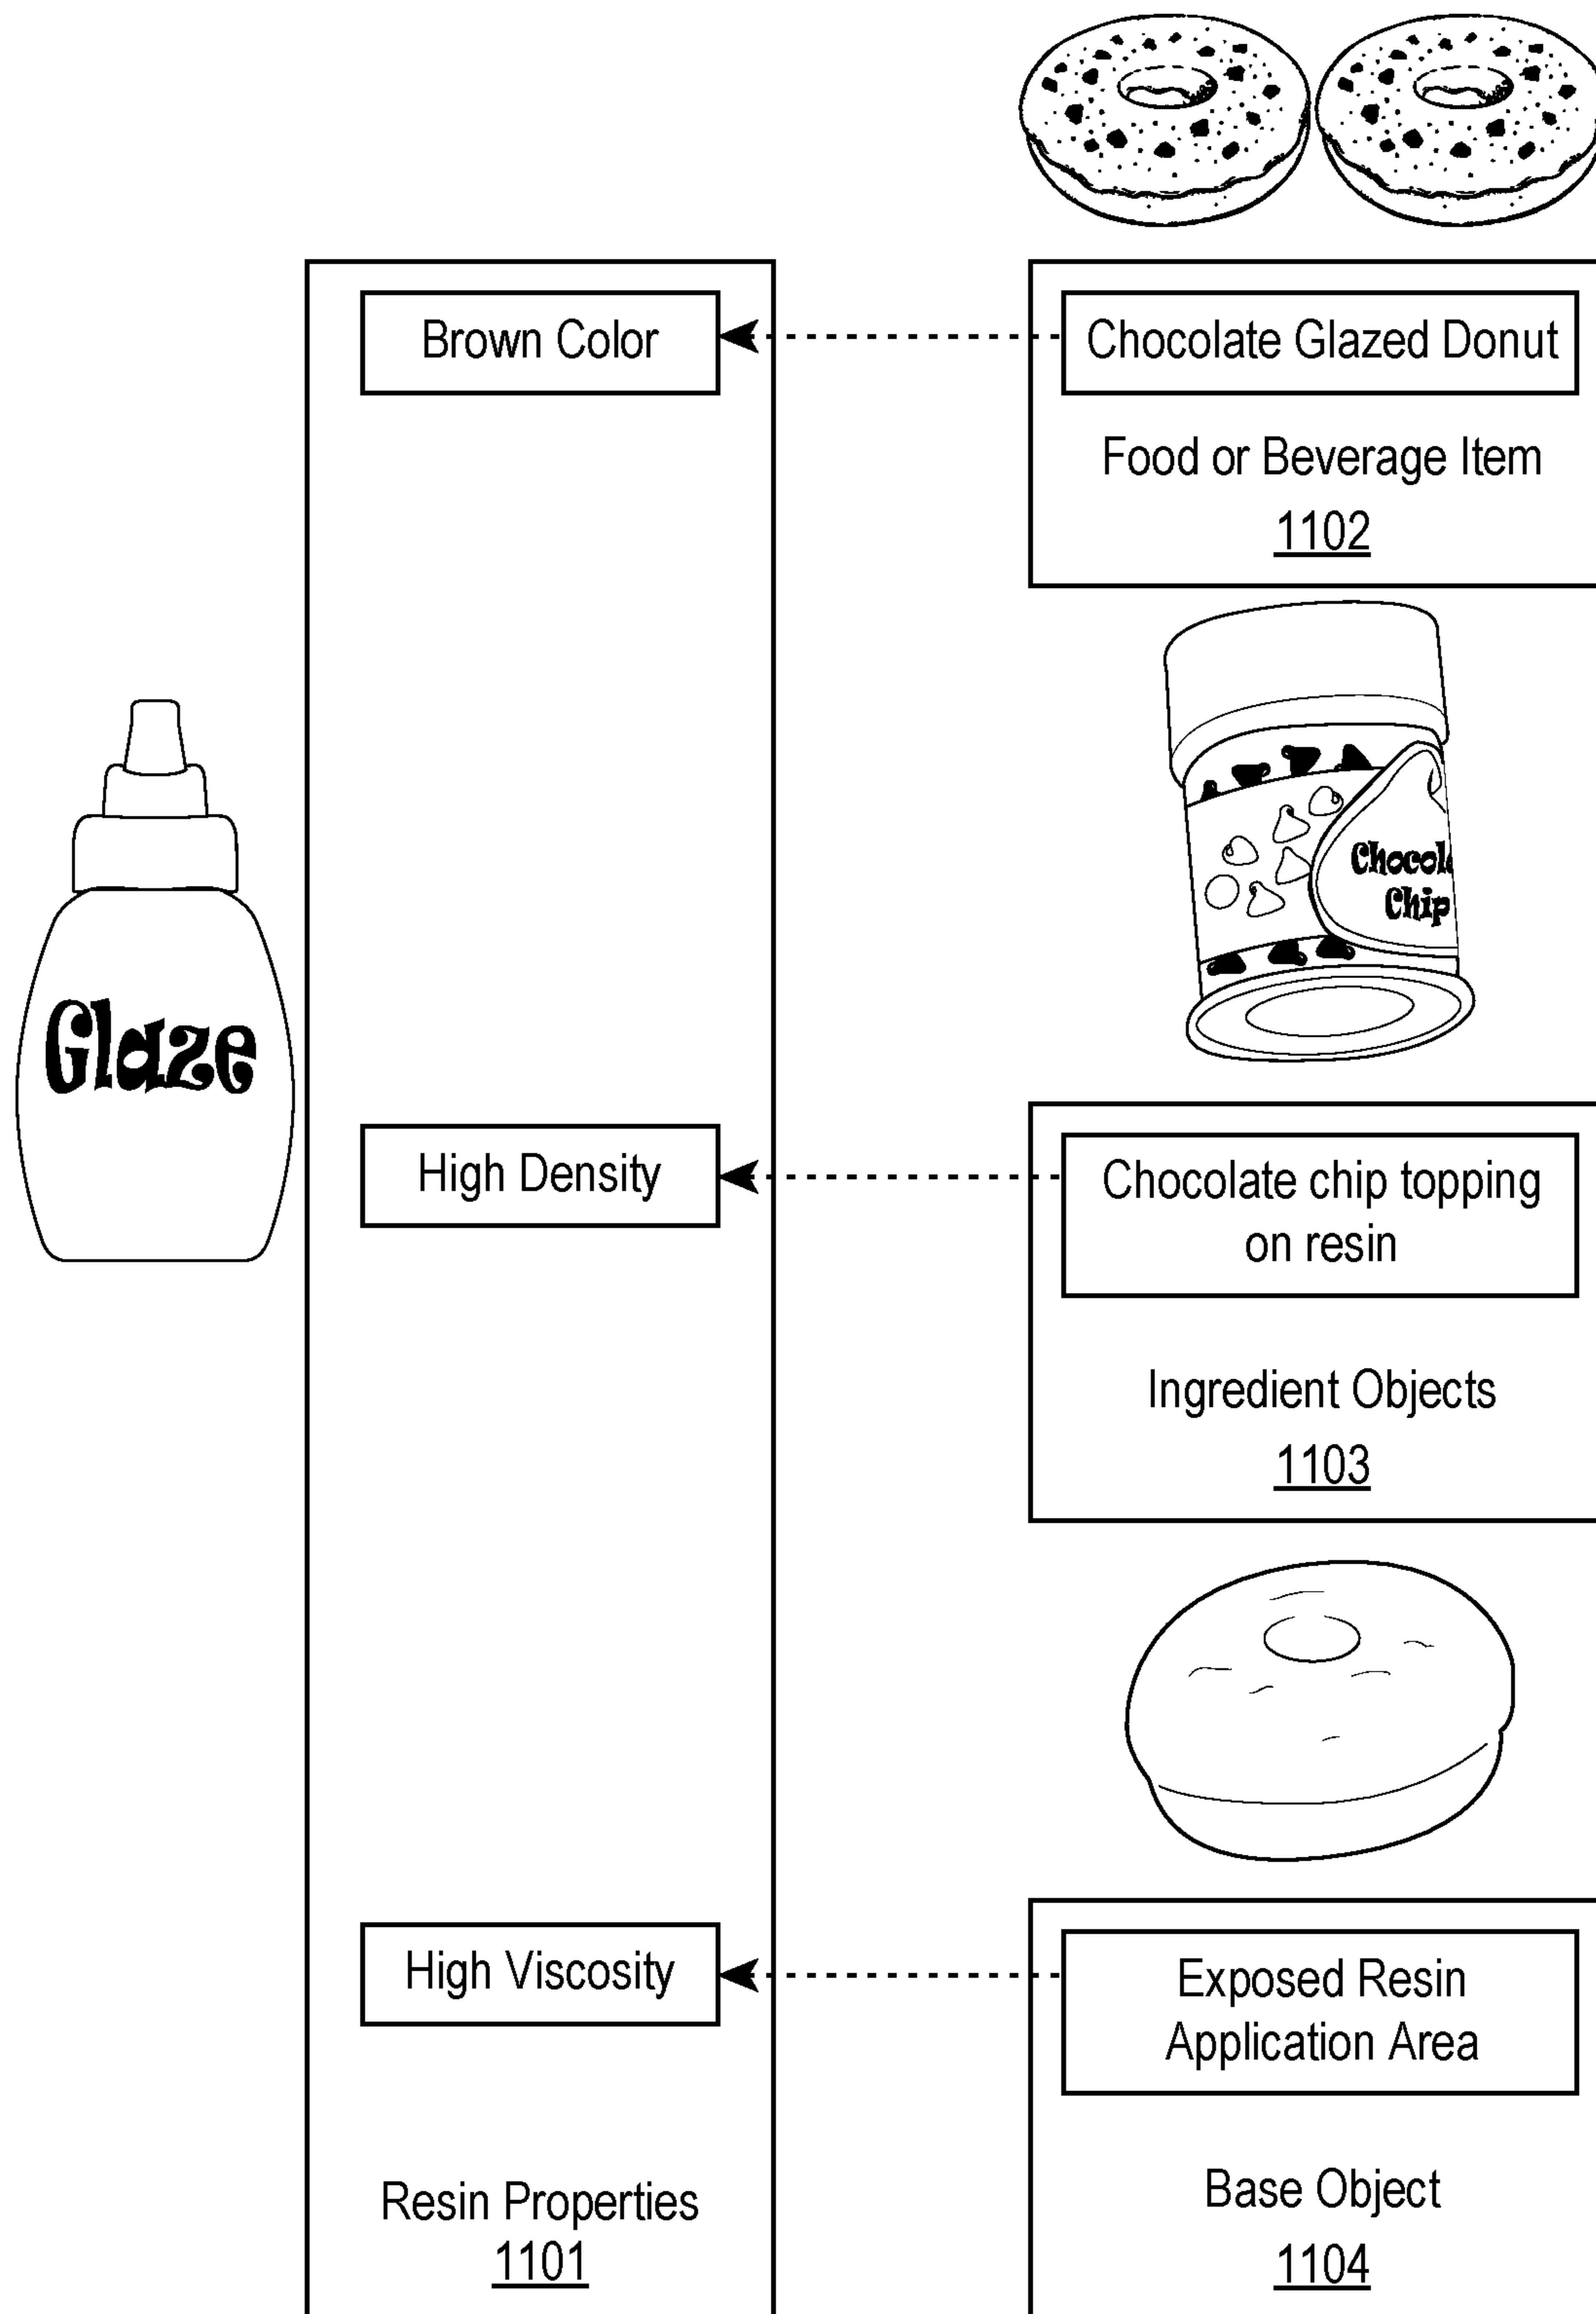 Brown Color
Chocolate Glazed Donut
Food or Beverage Item
1102
Chip
Glaze
High Density
Chocolate chip topping
on resin
Ingredient Objects
1103
High Viscosity
Exposed Resin
Application Area
Resin Properties
1101
Base Object
1104